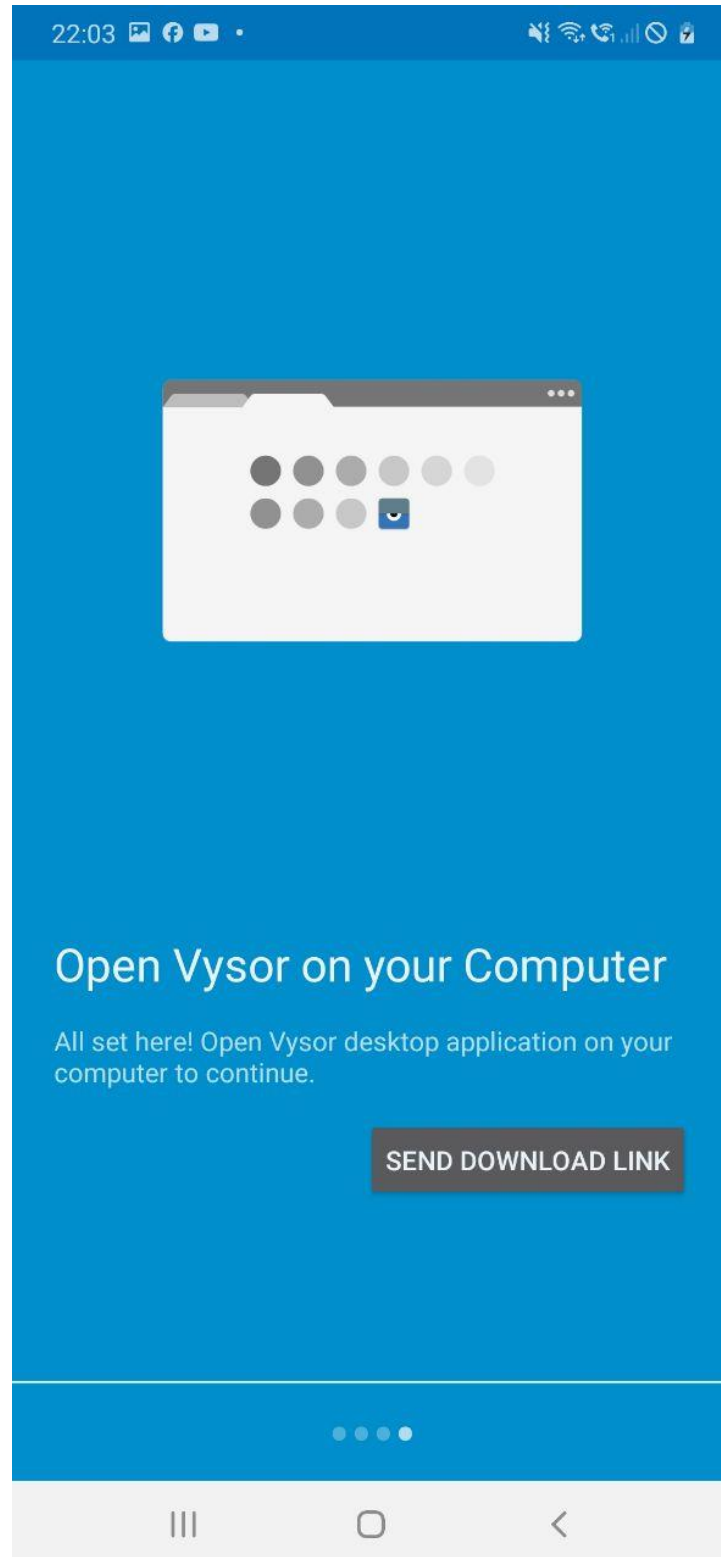 22:03
Open Vysor on your Computer
All set here! Open Vysor desktop application on your
computer to continue.
SEND DOWNLOAD LINK